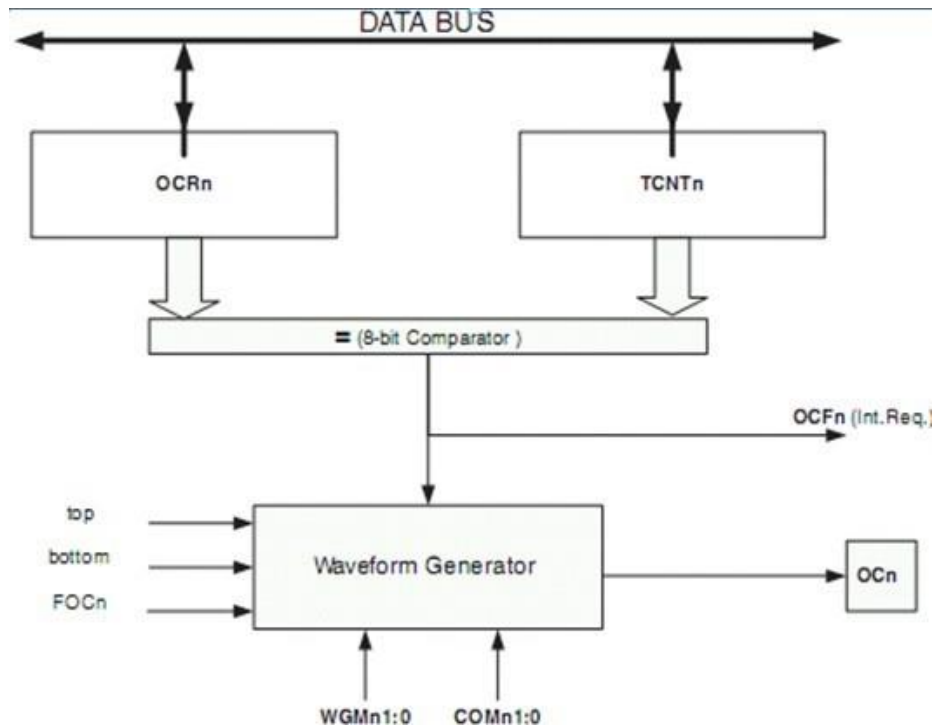 DATA BUS
OCRn
TCNTn
= (8-bit Comparator )
OCFn (Int.Req.)
top
bottom
FOCn
Waveform Generator
OCn
WGMn1:0
COMn1:0